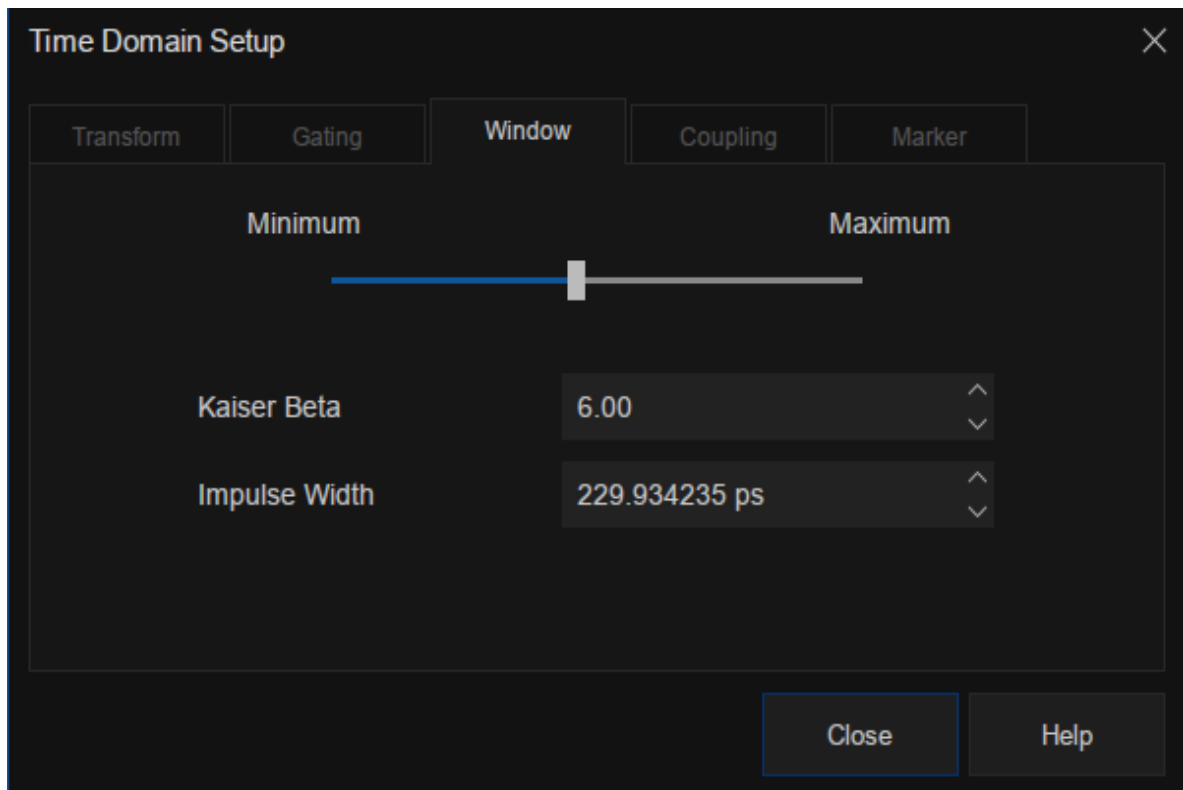 Time Domain Setup
Transform Gating Window Coupling Marker
Minimum Maximum
Kaiser Beta 6.00
Impulse Width 229.934235 ps
Close Help